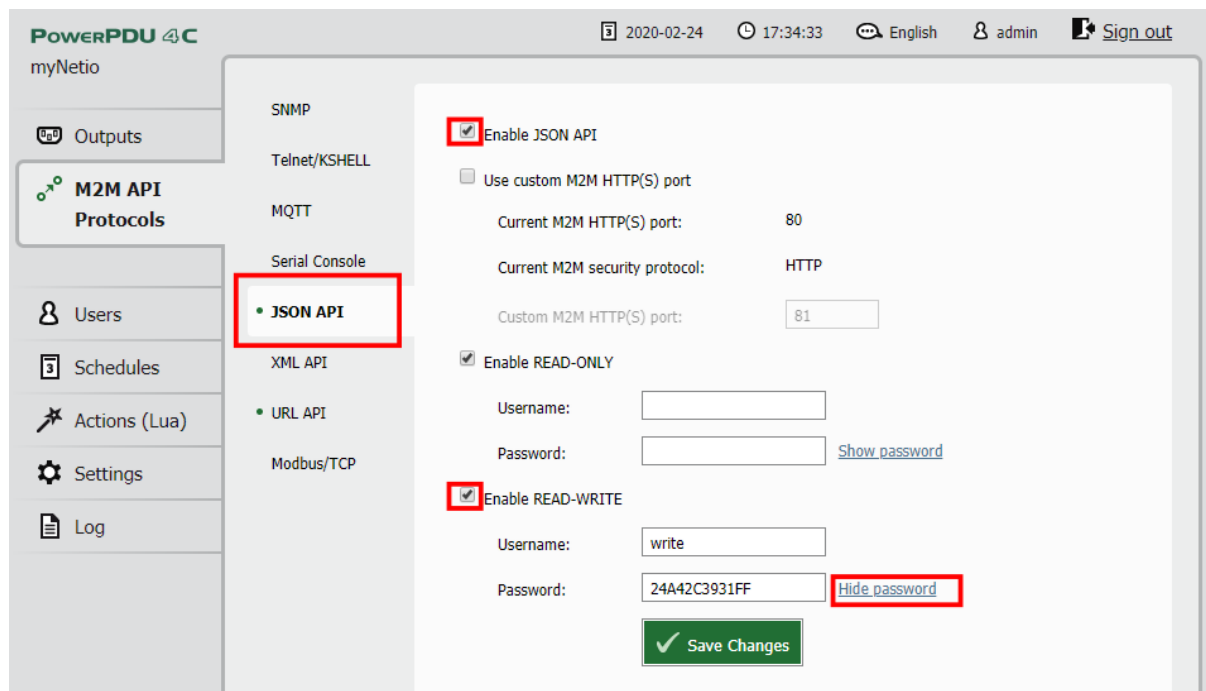 PowerPDU 4C
2020-02-24 17:34:33 English admin Sign out
myNetio
Outputs
M2M API
Protocols
Users
Schedules
Actions (Lua)
Settings
Log
SNMP
Telnet/KSHELL
MQTT
Serial Console
JSON API
XML API
URL API
Modbus/TCP
Enable JSON API
Use custom M2M HTTP(S) port
Current M2M HTTP(S) port: 80
Current M2M security protocol: HTTP
Custom M2M HTTP(S) port: 81
Enable READ-ONLY
Username:
Password: Show password
Enable READ-WRITE
Username: write
Password: 24A42C3931FF Hide password
Save Changes